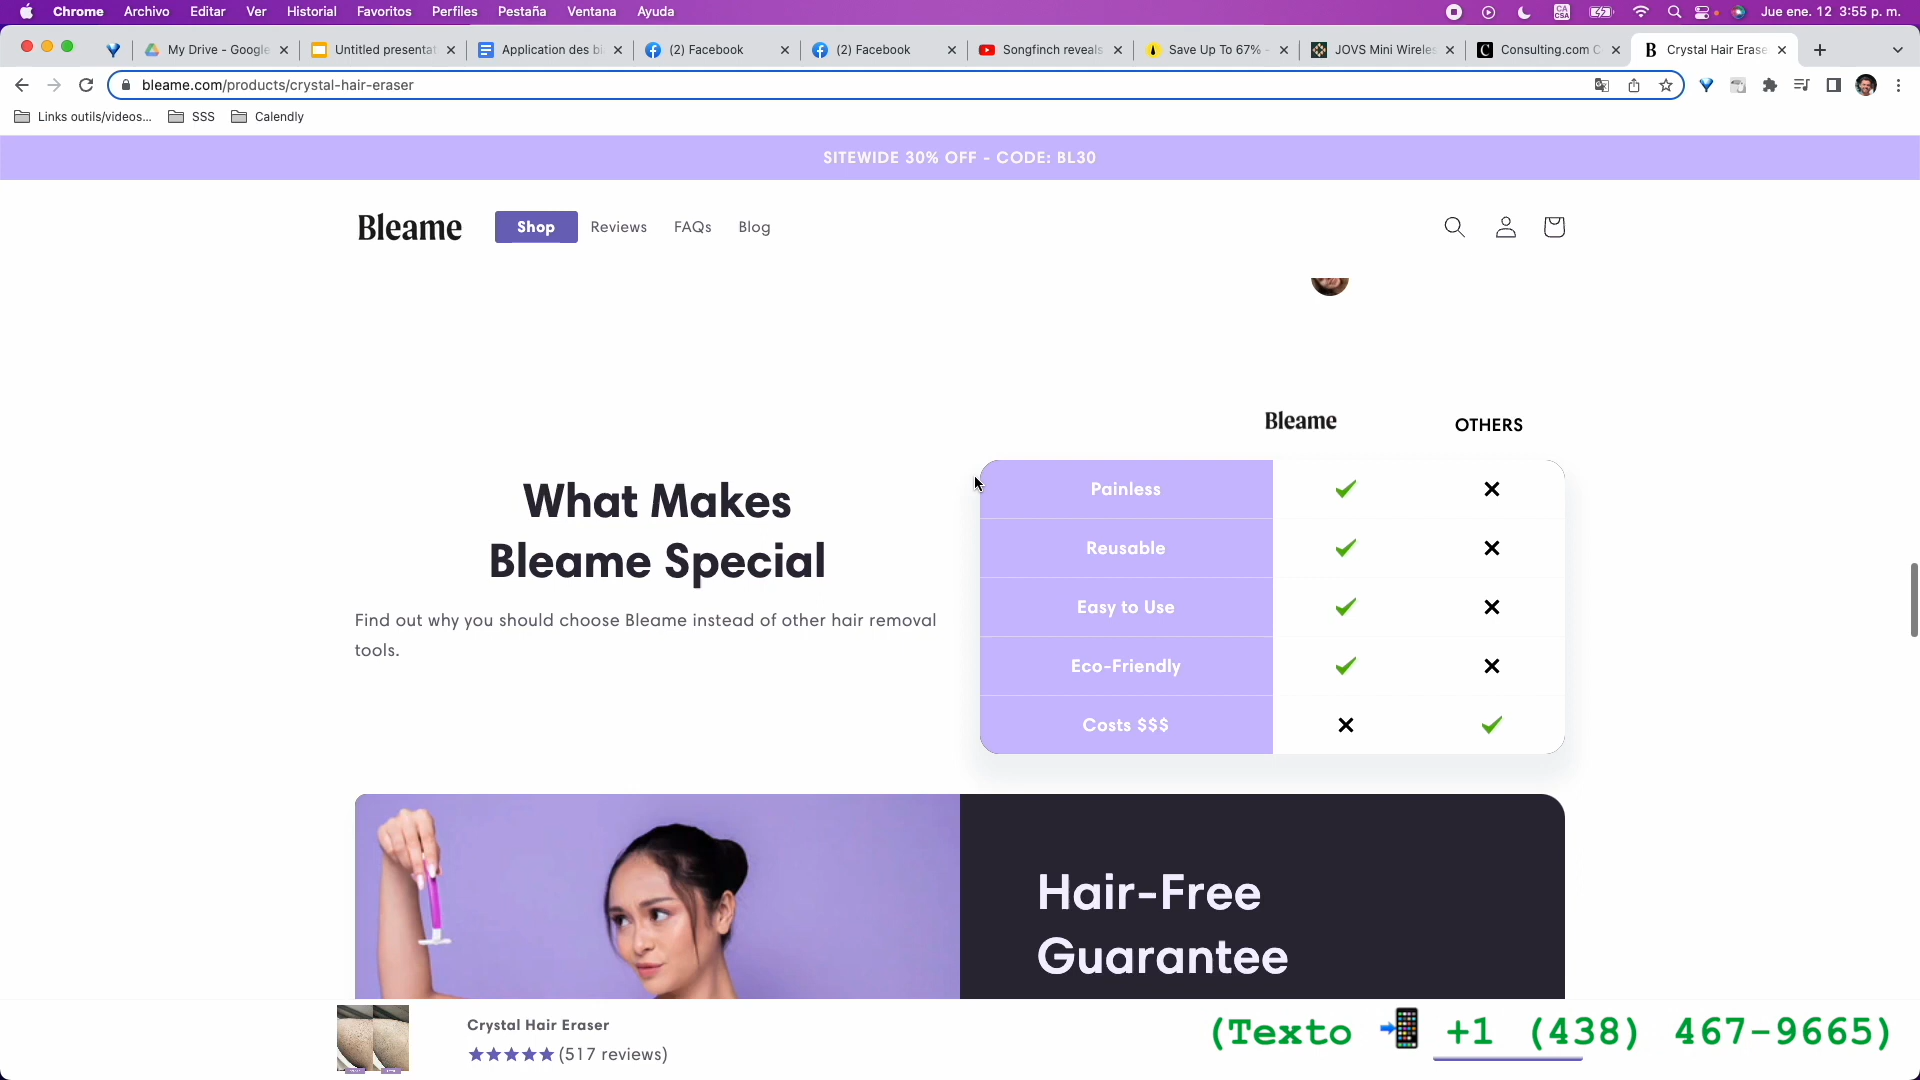 Chrome Archivo Editar Ver Historial Favoritos Perfiles Pestaña Ventana Ayuda
CA CSA Jue ene. 12 3:55 p. m.
My Drive - Google
Untitled presentat
Application des bi
(2) Facebook
(2) Facebook
Songfinch reveals
Save Up To 67% -
JOVS Mini Wireles
Consulting.com C
Crystal Hair Erase
bleame.com/products/crystal-hair-eraser
Links outils/videos... SSS Calendly
SITEWIDE 30% OFF - CODE: BL30
Bleame Shop Reviews FAQs Blog
Bleame OTHERS
What Makes
Bleame Special
Find out why you should choose Bleame instead of other hair removal
tools.
Painless
Reusable
Easy to Use
Eco-Friendly
Costs $$$
Hair-Free
Guarantee
Crystal Hair Eraser
(517 reviews)
(Texto 📲 +1 (438) 467-9665)